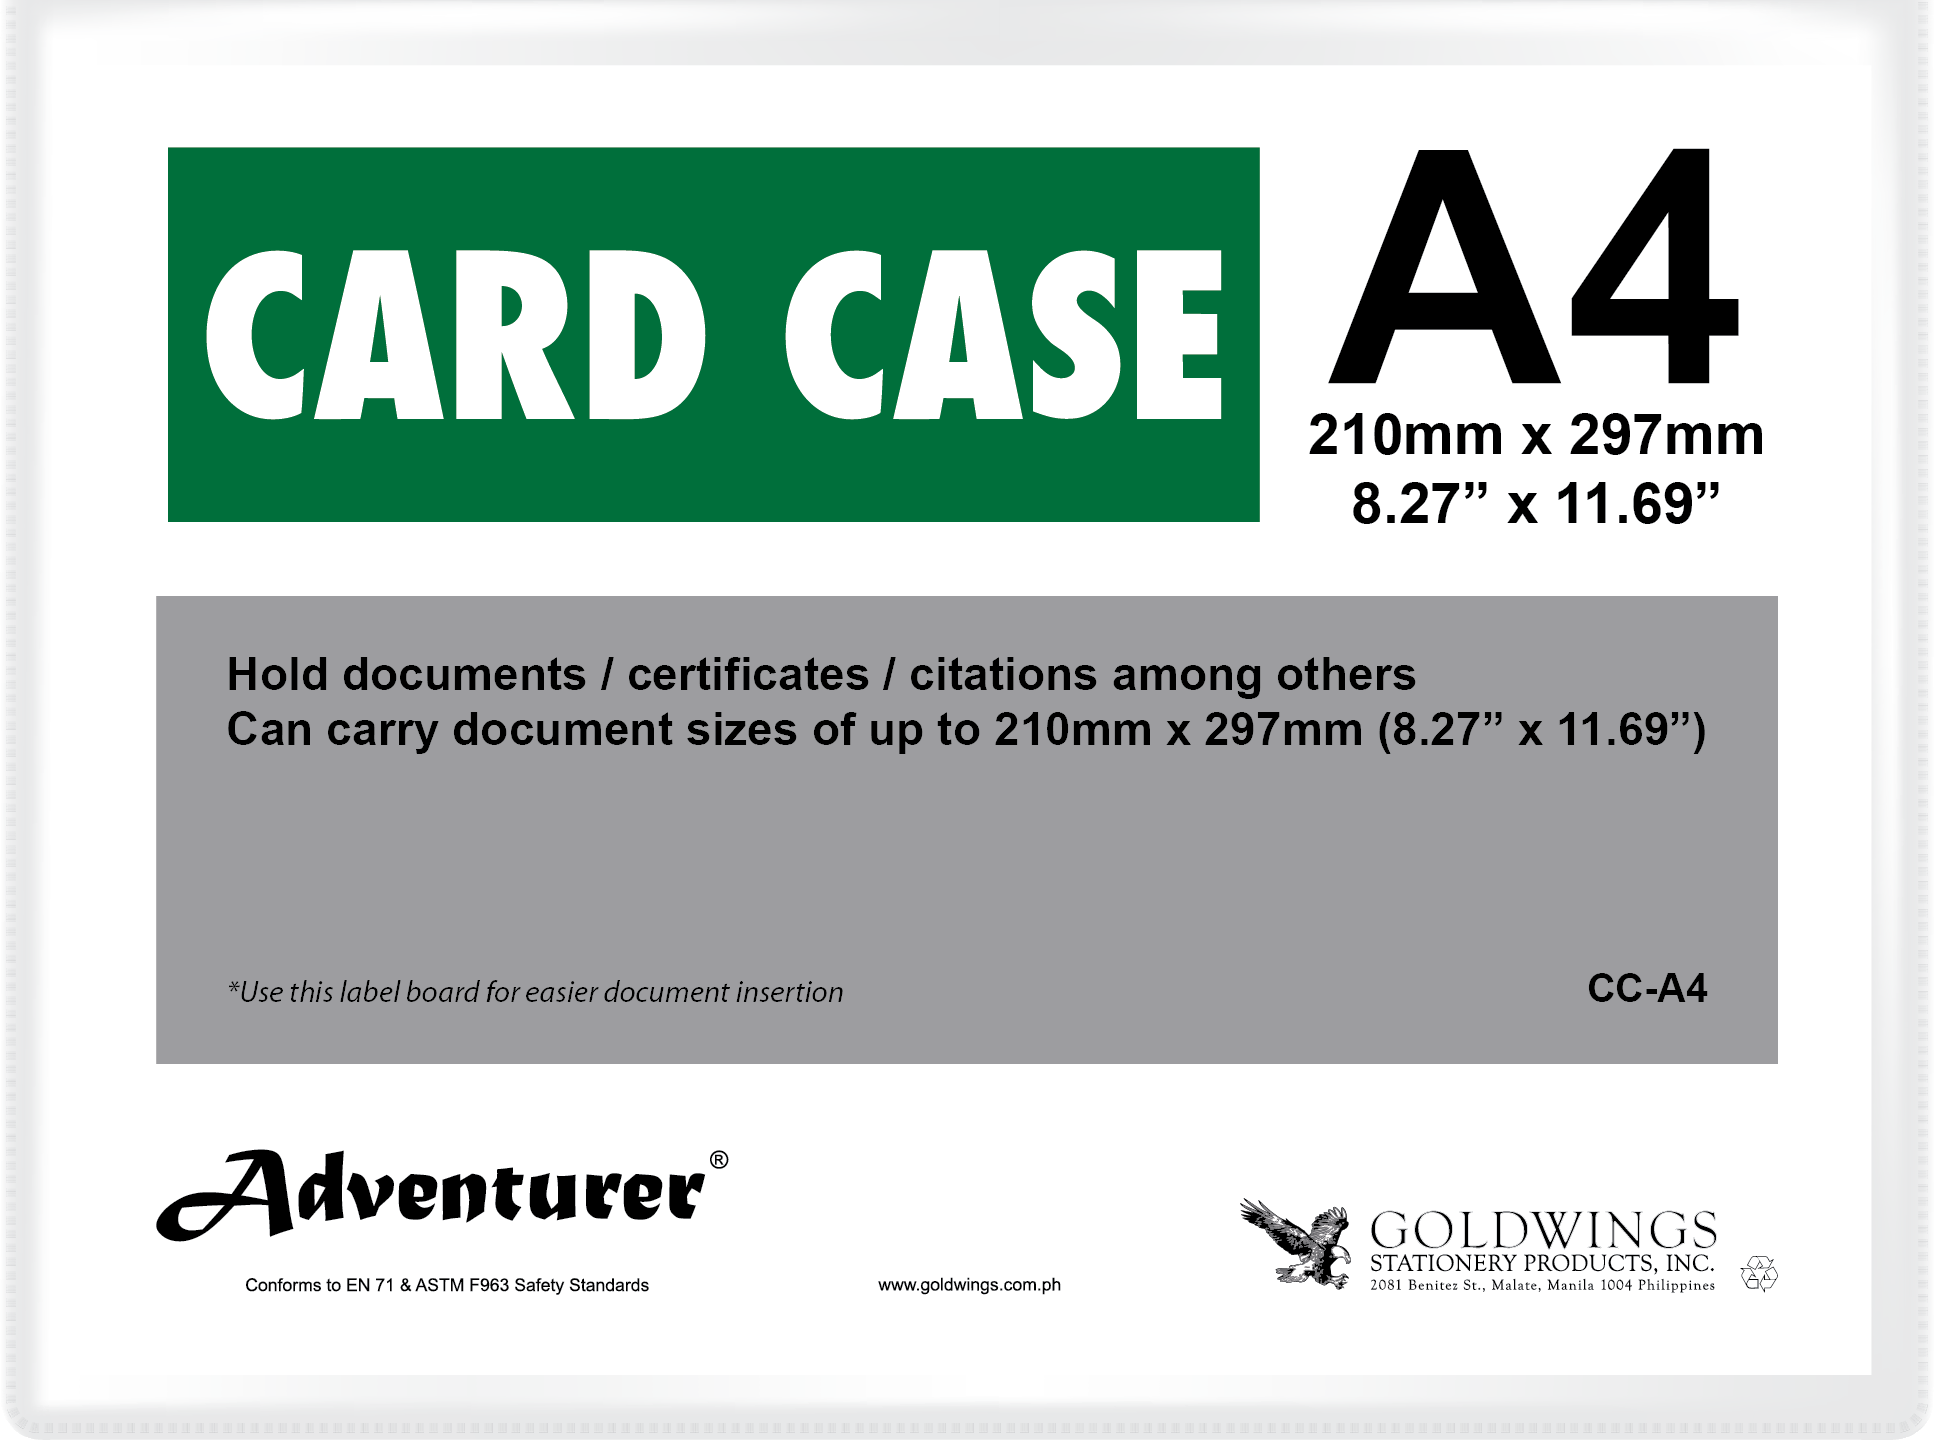 CARD CASE
A4
210mm x 297mm
8.27” x 11.69”
Hold documents / certificates / citations among others
Can carry document sizes of up to 210mm x 297mm (8.27” x 11.69”)
*Use this label board for easier document insertion
CC-A4
Adventurer®
Conforms to EN 71 & ASTM F963 Safety Standards
www.goldwings.com.ph
GOLDWINGS
STATIONERY PRODUCTS, INC.
2081 Benitez St., Malate, Manila 1004 Philippines